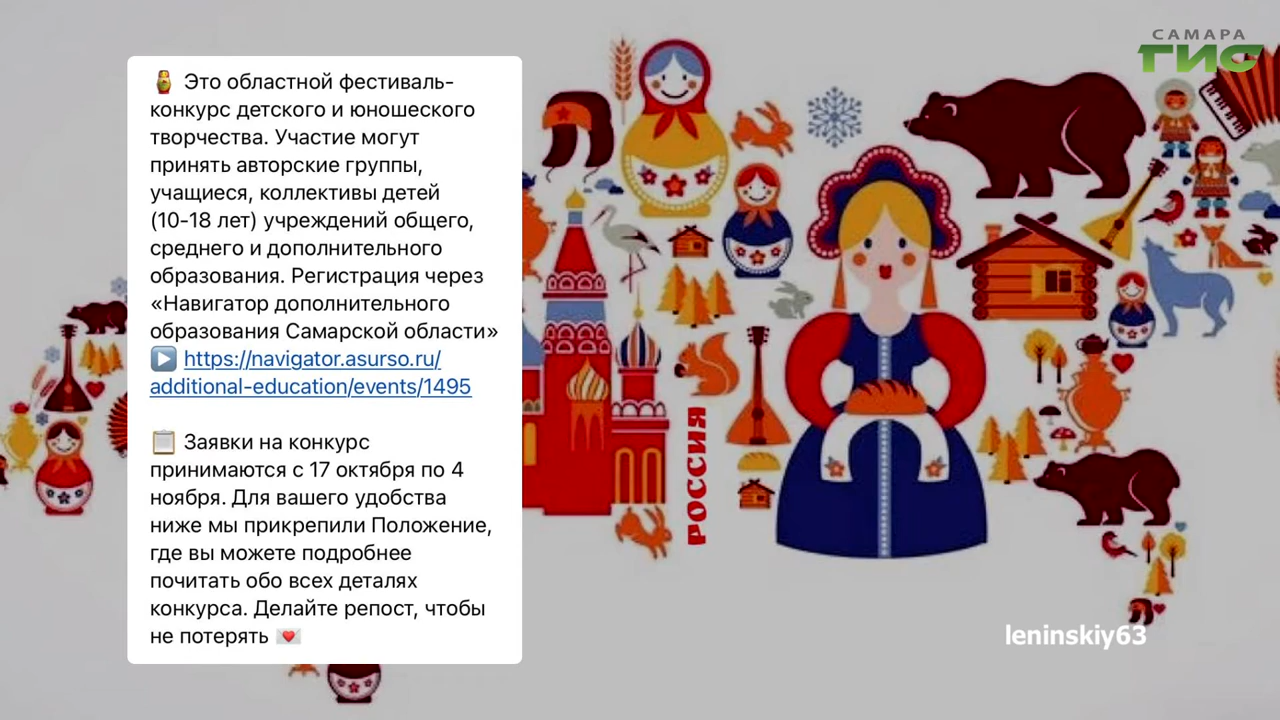 САМАРА
ГИС
Это областной фестиваль-
конкурс детского и юношеского
творчества. Участие могут
принять авторские группы,
учащиеся, коллективы детей
(10-18 лет) учреждений общего,
среднего и дополнительного
образования. Регистрация через
«Навигатор дополнительного
образования Самарской области»
https://navigator.asurso.ru/
additional-education/events/1495
Заявки на конкурс
принимаются с 17 октября по 4
ноября. Для вашего удобства
ниже мы прикрепили Положение,
где вы можете подробнее
почитать обо всех деталях
конкурса. Делайте репост, чтобы
не потерять
РОССИЯ
leninskiy63